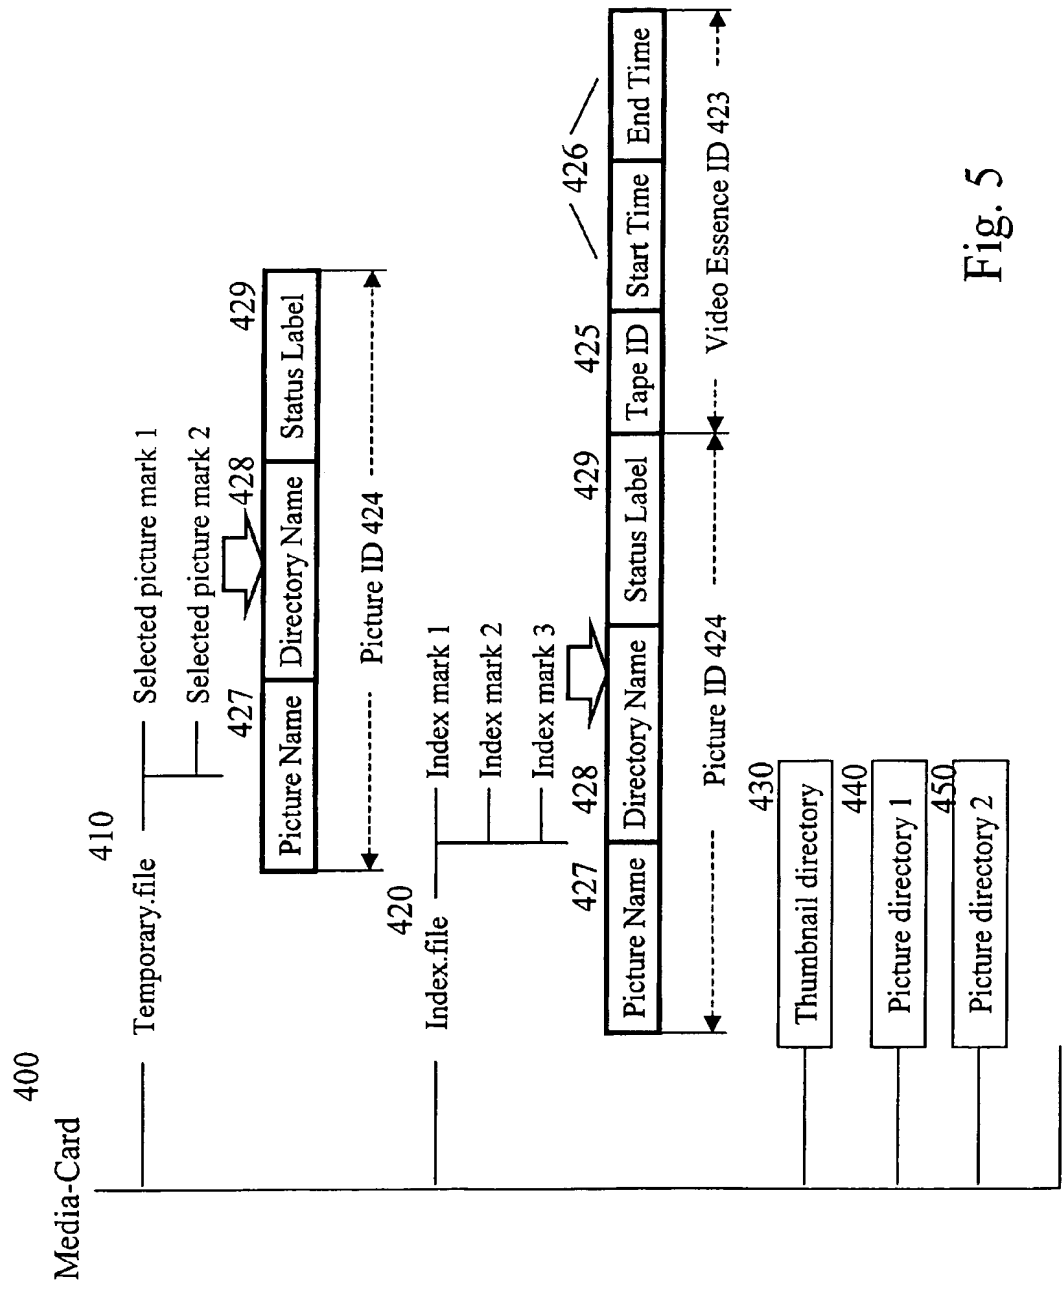 Media-Card
400
Temporary.file
410
Selected picture mark 1
Selected picture mark 2
427
428
429
Picture Name
Directory Name
Status Label
Picture ID 424
Index.file
420
Index mark 1
Index mark 2
Index mark 3
427
428
429
425
426
Picture Name
Directory Name
Status Label
Tape ID
Start Time
End Time
Picture ID 424
Video Essence ID 423
Thumbnail directory
430
Picture directory 1
440
Picture directory 2
450
Fig. 5